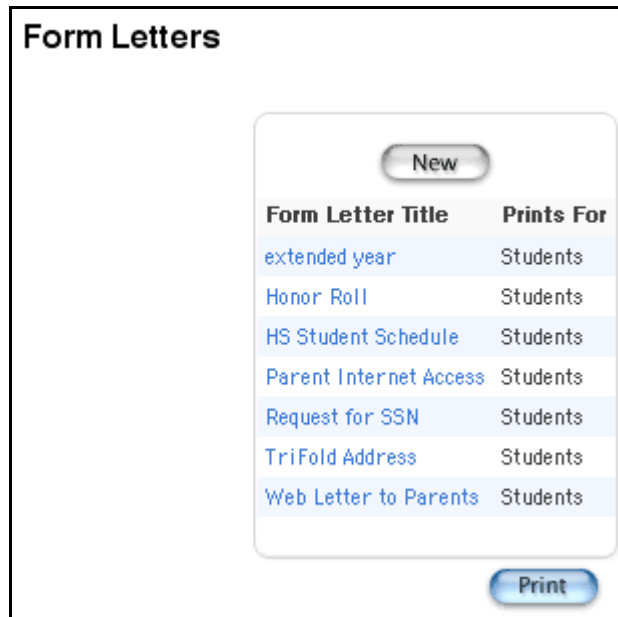 Form Letters
New
Form Letter Title Prints For
extended year Students
Honor Roll Students
HS Student Schedule Students
Parent Internet Access Students
Request for SSN Students
TriFold Address Students
Web Letter to Parents Students
Print